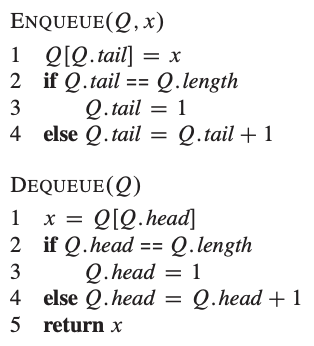 ENQUEUE(Q, x)
1 Q[Q.tail] = x
2 if Q.tail == Q.length
3 Q.tail = 1
4 else Q.tail = Q.tail + 1
DEQUEUE(Q)
1 x = Q[Q.head]
2 if Q.head == Q.length
3 Q.head = 1
4 else Q.head = Q.head + 1
5 return x